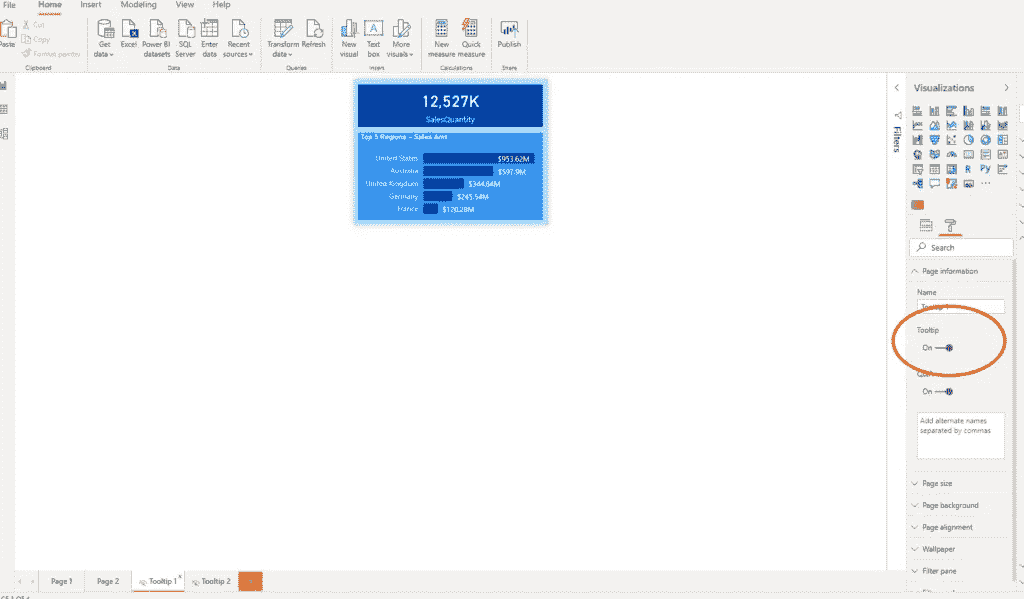 File Home Insert Modeling View Help
Paste
Cut
Copy
Format painter
Clipboard
Get data
Excel
Power BI datasets
SQL Server
Enter data
Recent sources
Data
Transform data
Refresh
Queries
New visual
Text box
More visuals
Insert
New measure
Quick measure
Calculations
Publish
Share
12,527K
SalesQuantity
Top 5 Regions - Sales Amt
United States $953.62M
Australia $597.9M
United Kingdom $344.64M
Germany $245.54M
France
Filters
Visualizations
Search
Page information
Name
Tooltip 1
Tooltip
On
On
Add alternate names
separated by commas
Page size
Page background
Page alignment
Wallpaper
Filter pane
Page 1 Page 2 Tooltip 1 Tooltip 2